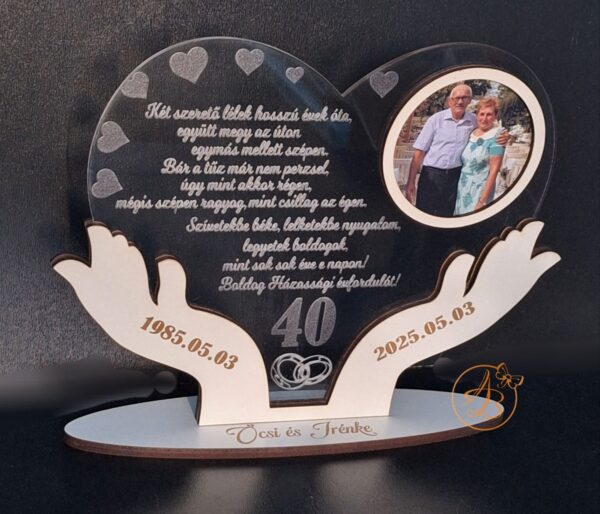 Két szerető lélek hosszú évek óta,
együtt megy az úton
egymás mellett szépen.
Bár a tűz már nem perzsel,
úgy mint akkor régen,
mégis szépen ragyog, mint csillag az égen.
Szívetekbe béke, lelketekbe nyugalom,
legyetek boldogok,
mint sok sok éve e napon!
Boldog Házassági évfordulót!
40
1985.05.03
2025.05.03
Öcsi és Irénke